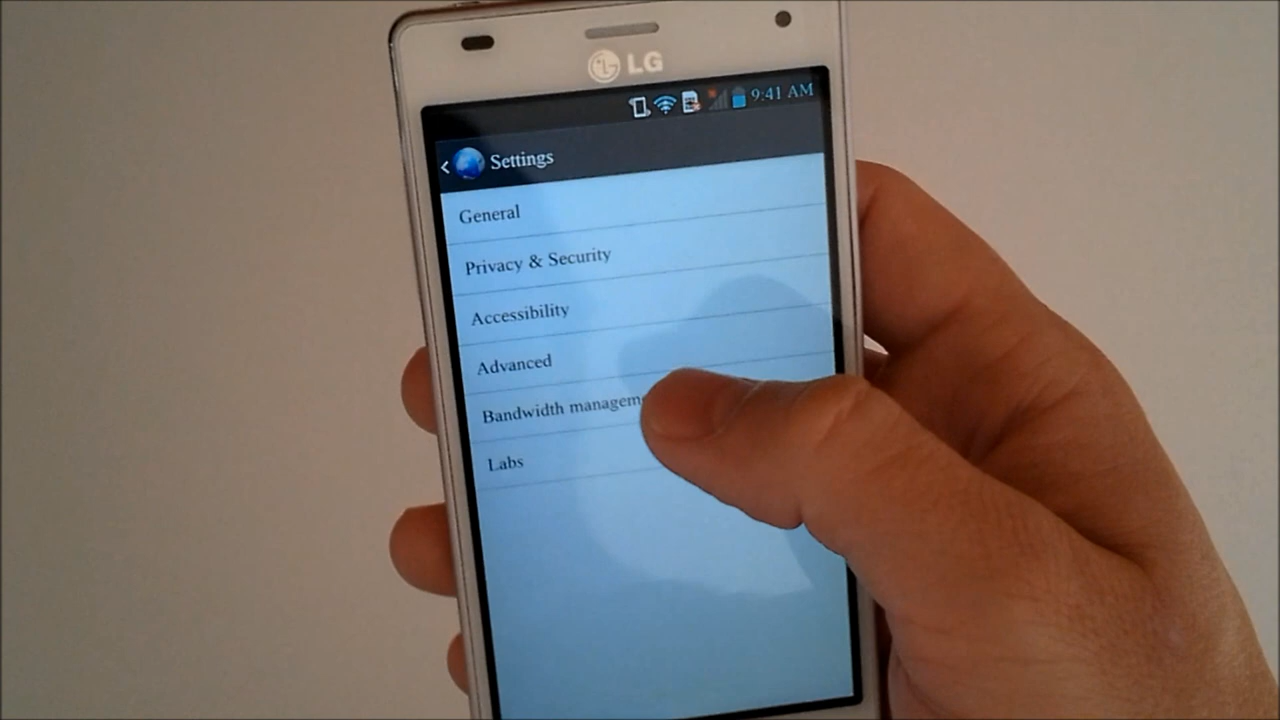 LG
9:41 AM
Settings
General
Privacy & Security
Accessibility
Advanced
Bandwidth managem
Labs